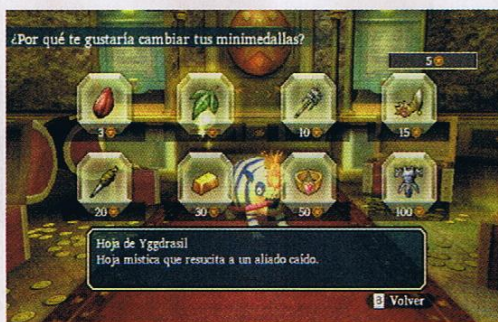 ¿Por qué te gustaría cambiar tus minimedallas?
5
3 5 10 15
20 30 50 100
Hoja de Yggdrasil
Hoja mística que resucita a un aliado caído.
B Volver